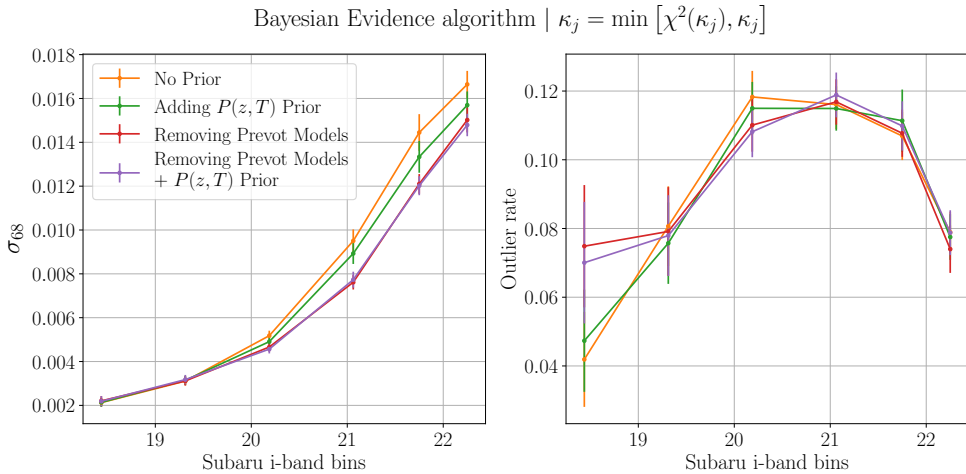 Bayesian Evidence algorithm | κ_j = min [χ²(κ_j), κ_j]
0.018
0.016
0.014
0.012
0.010
0.008
0.006
0.004
0.002
σ_68
No Prior
Adding P(z, T) Prior
Removing Prevot Models
Removing Prevot Models
+ P(z, T) Prior
19
20
21
22
Subaru i-band bins
0.12
0.10
0.08
0.06
0.04
Outlier rate
19
20
21
22
Subaru i-band bins